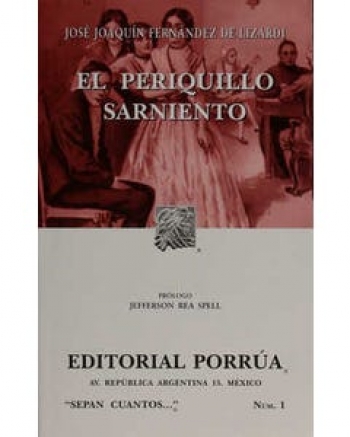 JOSÉ JOAQUÍN FERNÁNDEZ DE LIZARDI
EL PERIQUILLO
SARNIENTO
PRÓLOGO
JEFFERSON REA SPELL
EDITORIAL PORRÚA
AV. REPÚBLICA ARGENTINA 15. MÉXICO
"SEPAN CUANTOS..." NÚM. 1